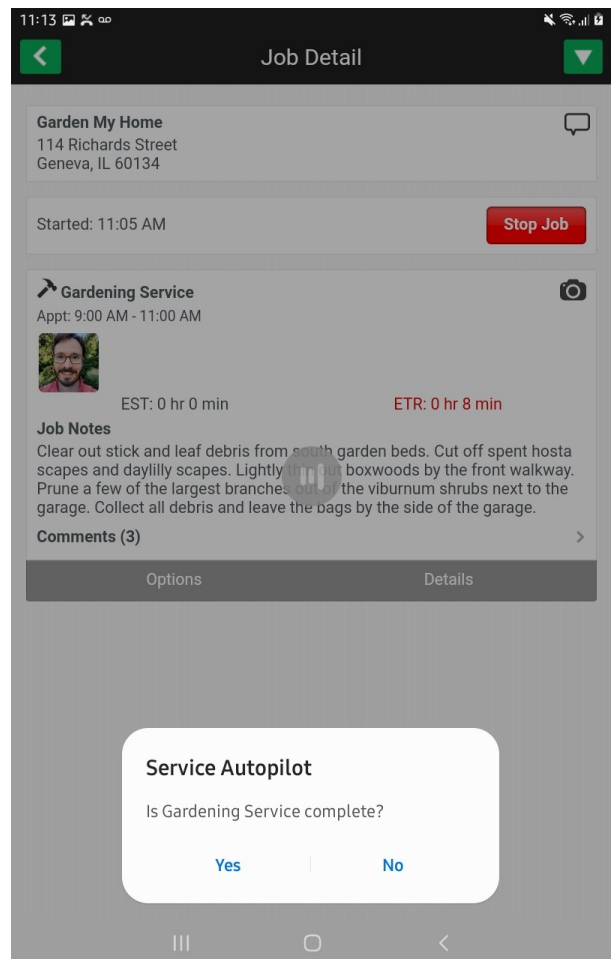 11:13
Job Detail
Garden My Home
114 Richards Street
Geneva, IL 60134
Started: 11:05 AM
Stop Job
Gardening Service
Appt: 9:00 AM - 11:00 AM
EST: 0 hr 0 min
ETR: 0 hr 8 min
Job Notes
Clear out stick and leaf debris from south garden beds. Cut off spent hosta
scapes and daylilly scapes. Lightly thin out boxwoods by the front walkway.
Prune a few of the largest branches out of the viburnum shrubs next to the
garage. Collect all debris and leave the bags by the side of the garage.
Comments (3)
Options
Details
Service Autopilot
Is Gardening Service complete?
Yes
No